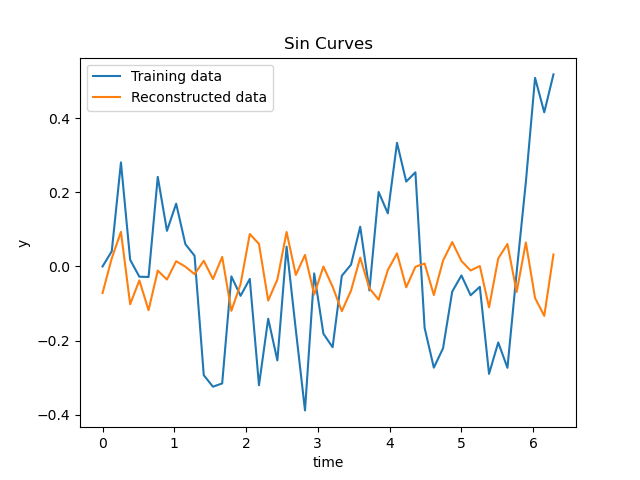 Sin Curves
Training data
Reconstructed data
0.4
0.2
0.0
−0.2
−0.4
y
0 1 2 3 4 5 6
time